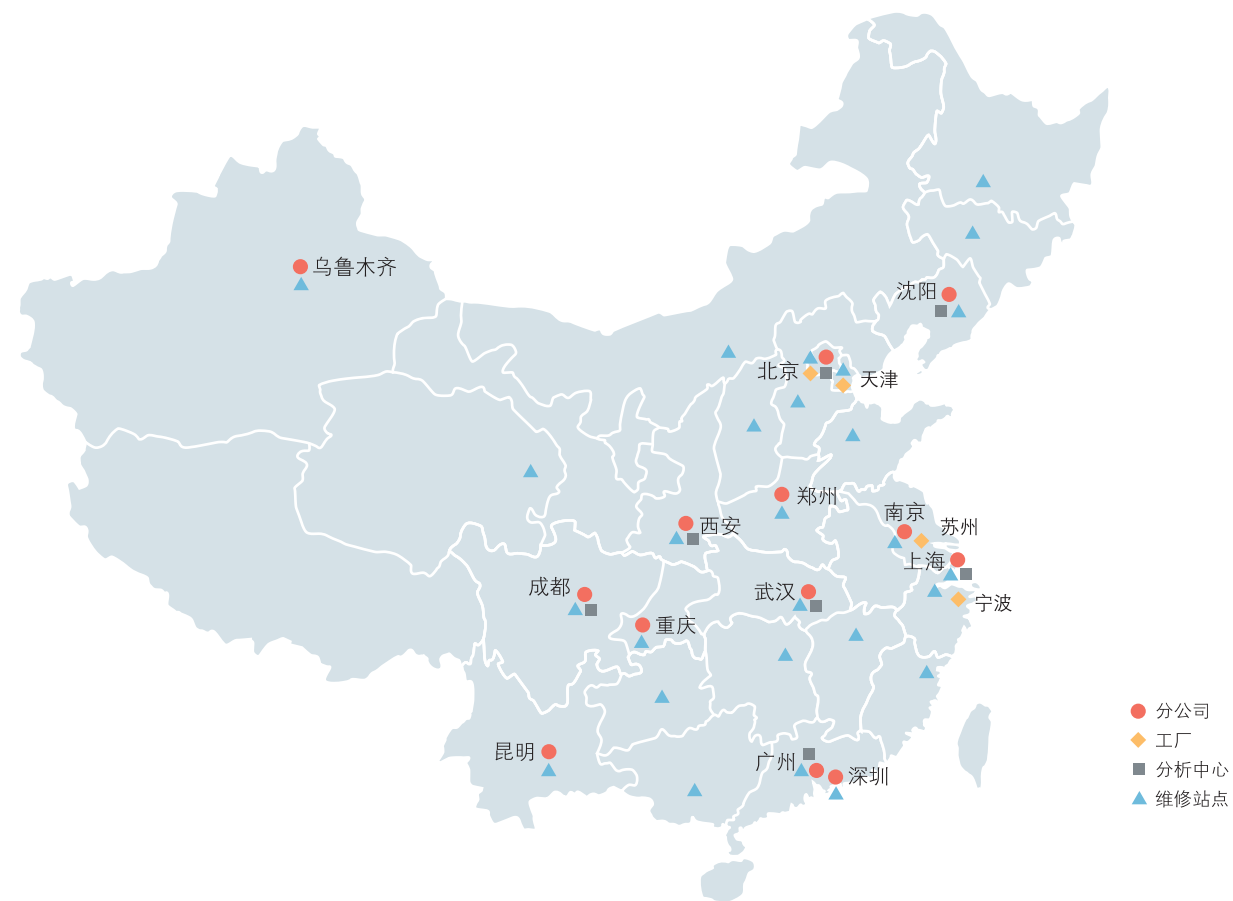 乌鲁木齐
沈阳
北京
天津
郑州
南京
苏州
西安
上海
成都
武汉
宁波
重庆
昆明
广州
深圳
分公司
工厂
分析中心
维修站点